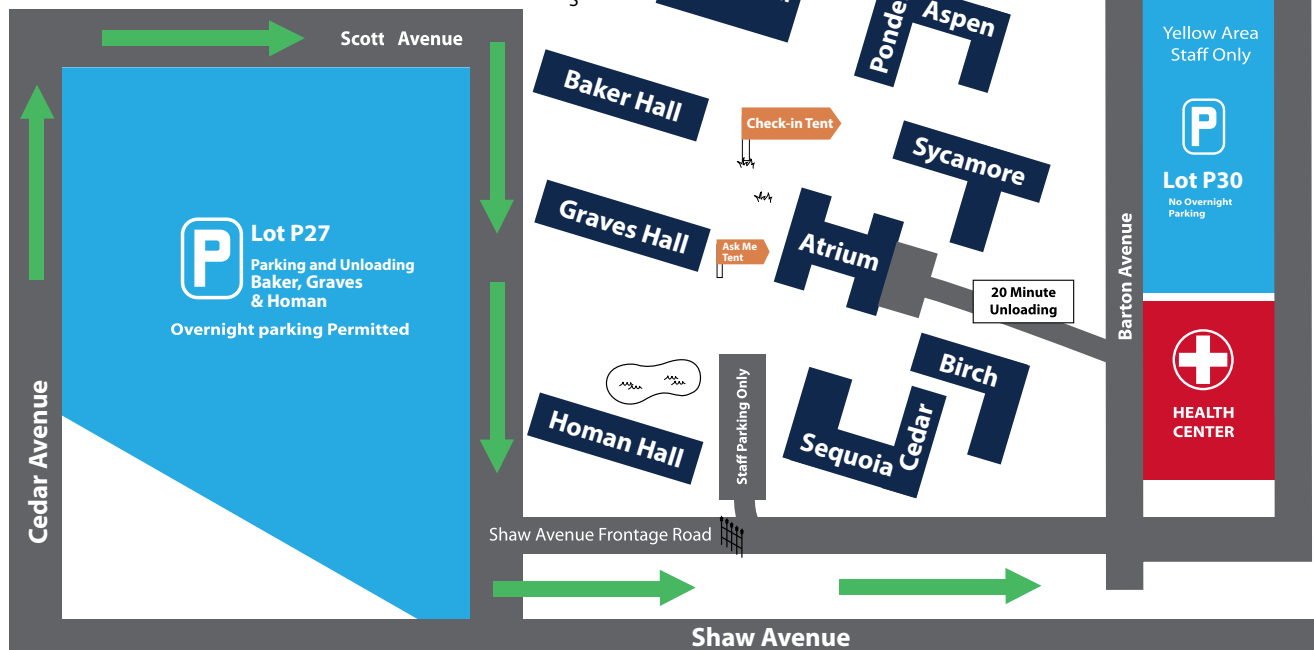 Scott Avenue
Baker Hall
Aspen
Check-in Tent
Sycamore
Yellow Area
Staff Only
P
Lot P30
No Overnight
Parking
P
Lot P27
Parking and Unloading
Baker, Graves
& Homan
Overnight parking Permitted
Graves Hall
Ask Me
Tent
Atrium
20 Minute
Unloading
Barton Avenue
Cedar Avenue
Homan Hall
Staff Parking Only
Sequoia
Cedar
Birch
HEALTH
CENTER
Shaw Avenue Frontage Road
Shaw Avenue